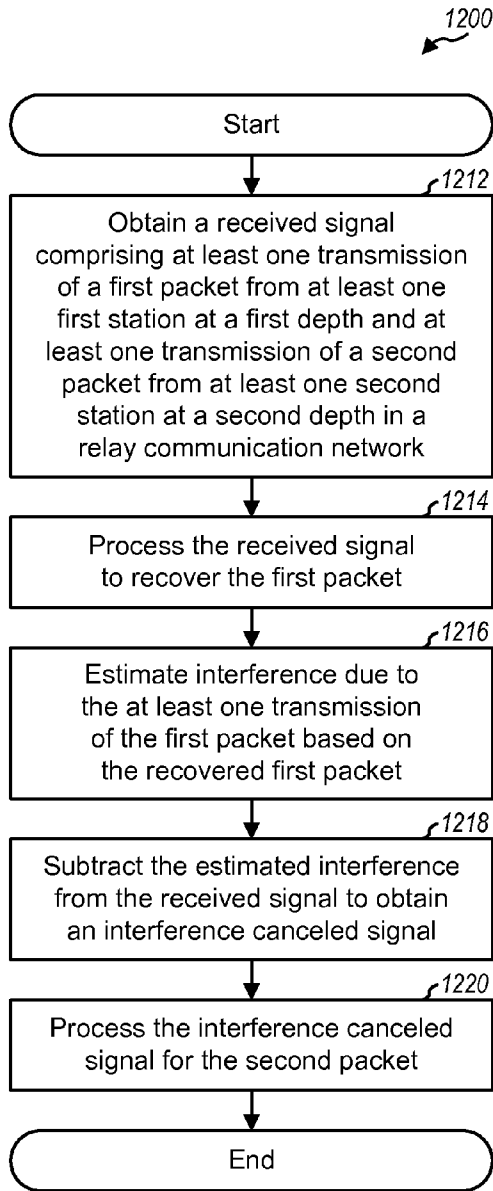 1200
Start
1212
Obtain a received signal
comprising at least one transmission
of a first packet from at least one
first station at a first depth and at
least one transmission of a second
packet from at least one second
station at a second depth in a
relay communication network
1214
Process the received signal
to recover the first packet
1216
Estimate interference due to
the at least one transmission
of the first packet based on
the recovered first packet
1218
Subtract the estimated interference
from the received signal to obtain
an interference canceled signal
1220
Process the interference canceled
signal for the second packet
End